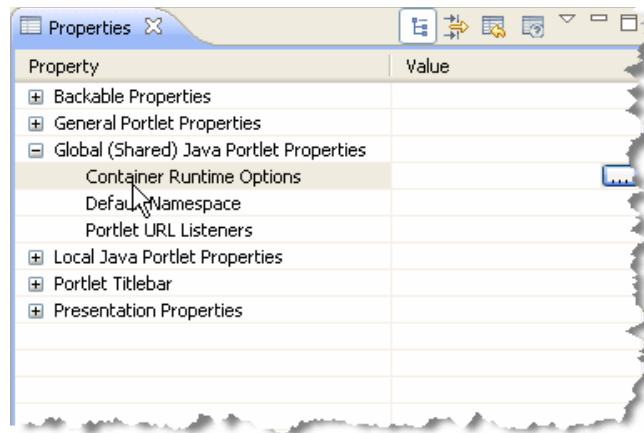 Properties
Property Value
Backable Properties
General Portlet Properties
Global (Shared) Java Portlet Properties
Container Runtime Options ...
Default Namespace
Portlet URL Listeners
Local Java Portlet Properties
Portlet Titlebar
Presentation Properties